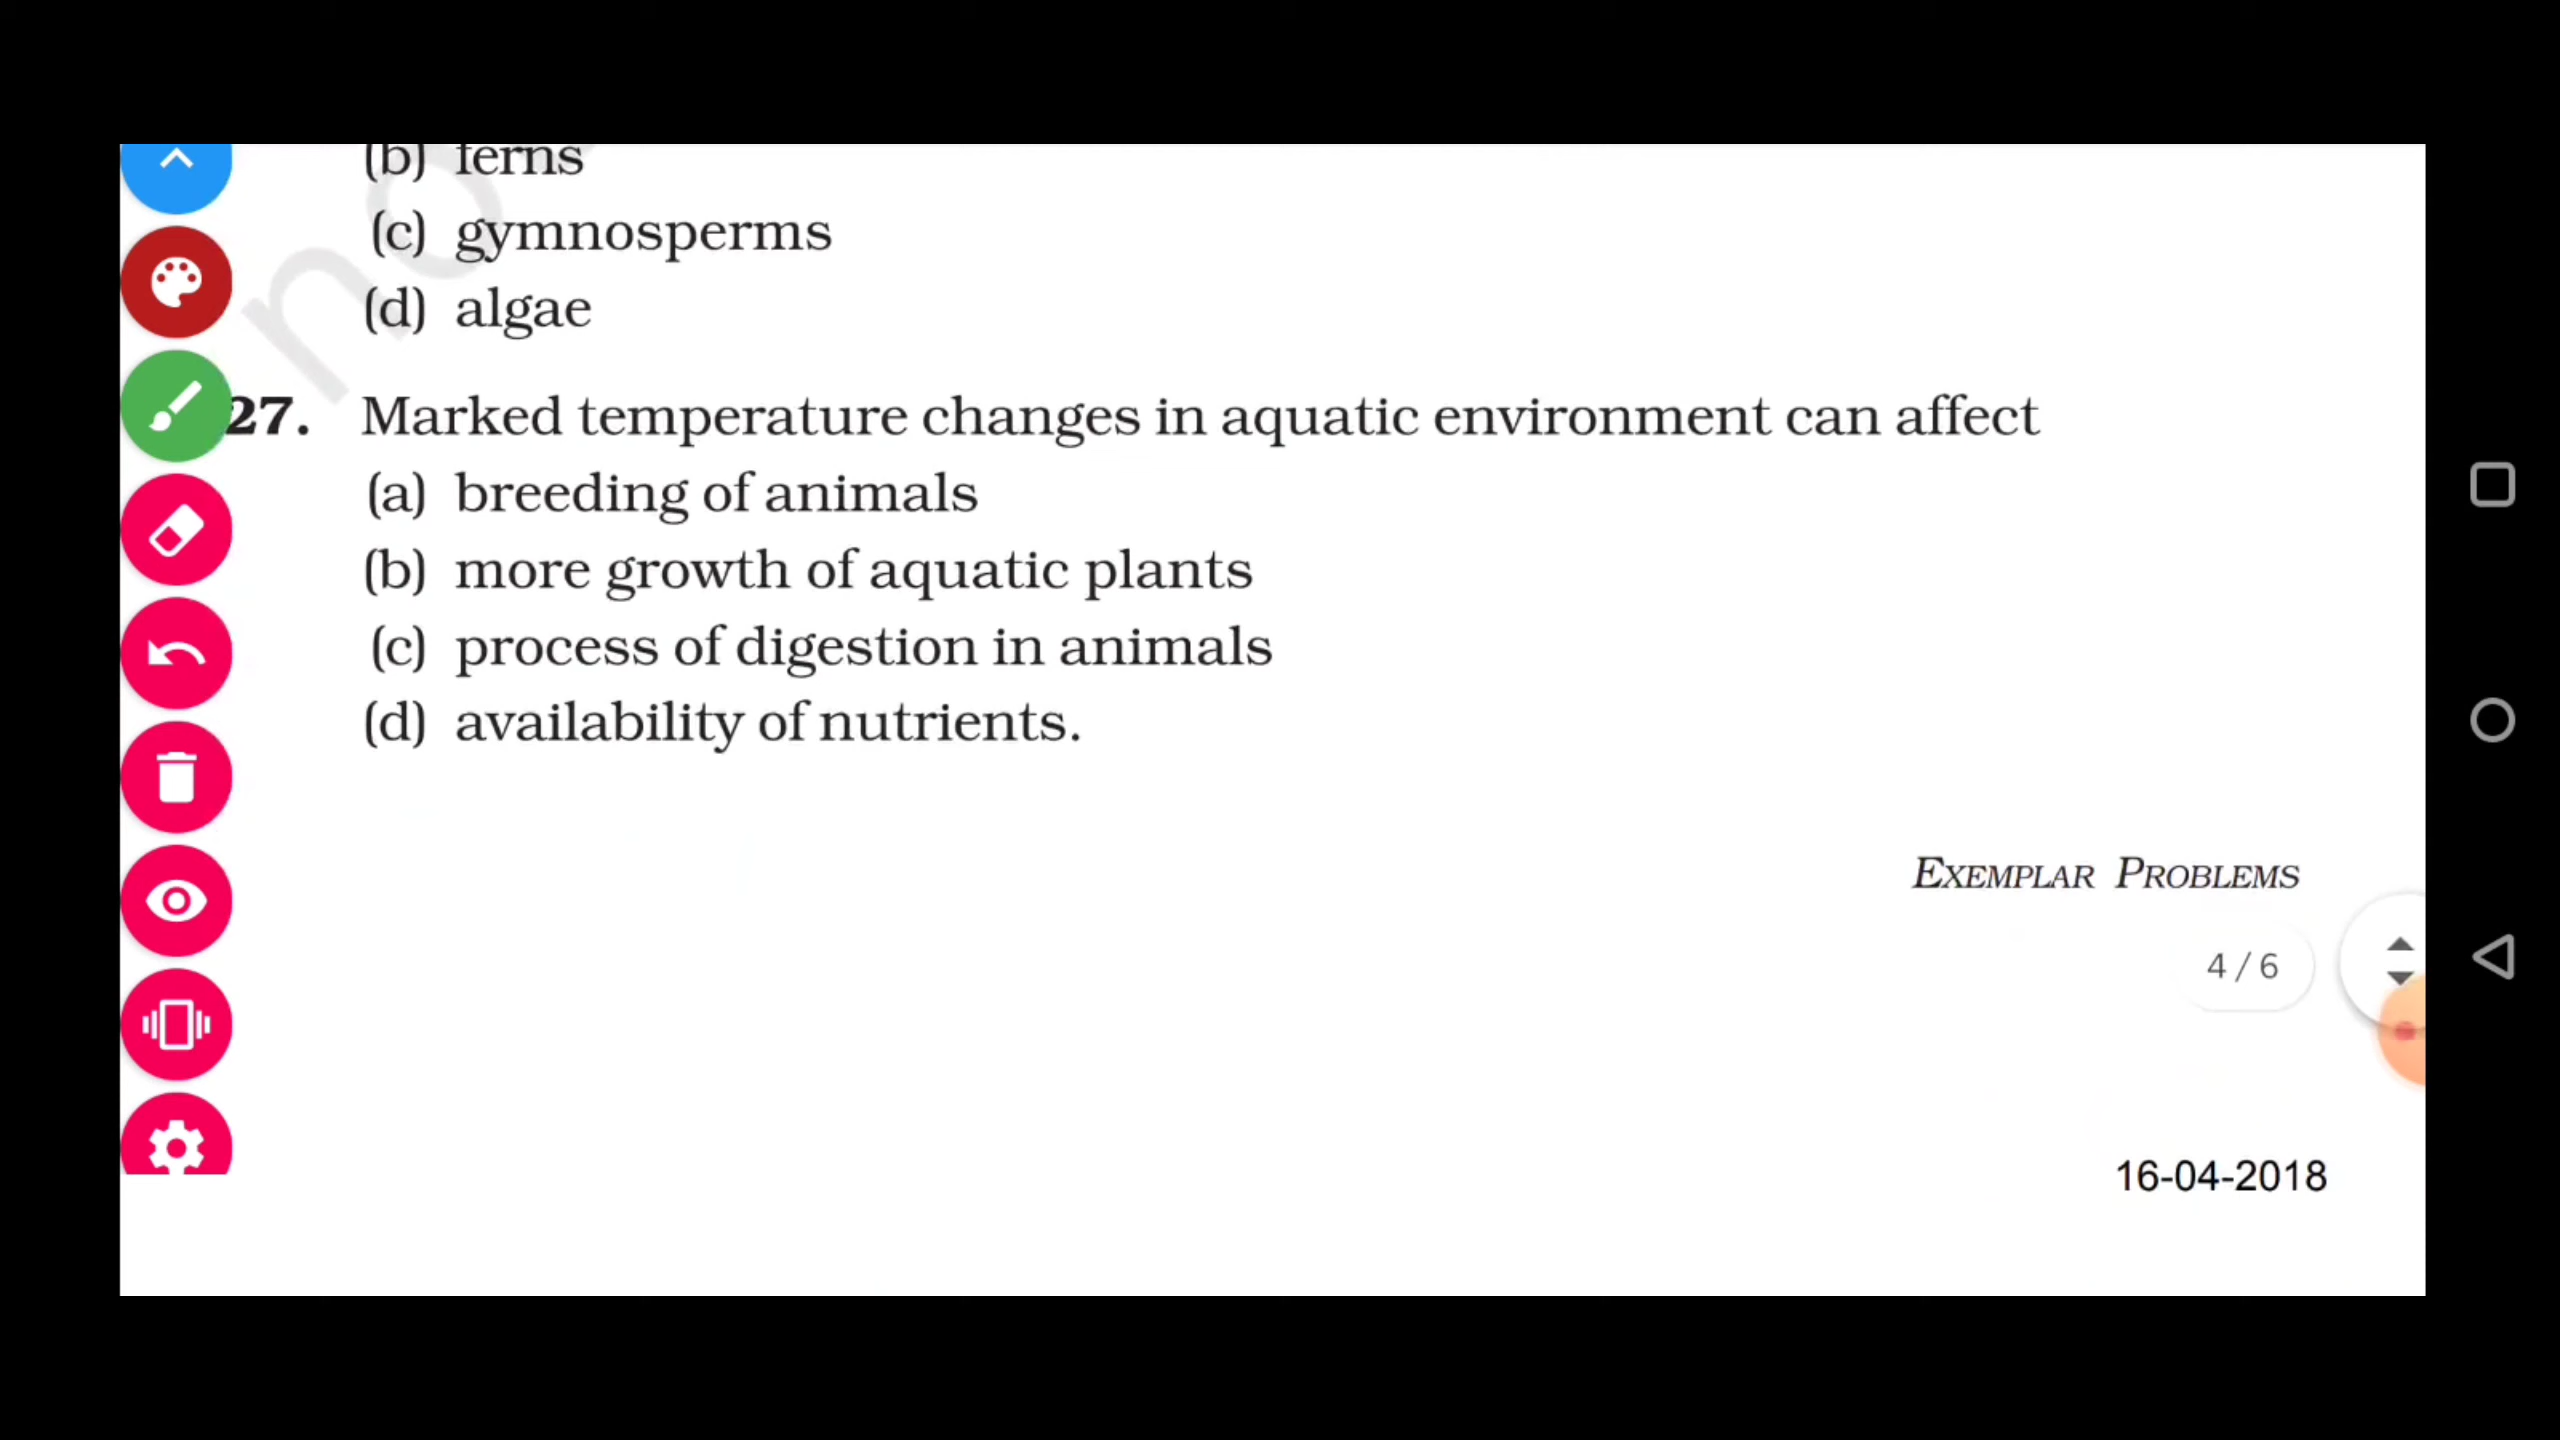 (b) ferns
(c) gymnosperms
(d) algae
27. Marked temperature changes in aquatic environment can affect
(a) breeding of animals
(b) more growth of aquatic plants
(c) process of digestion in animals
(d) availability of nutrients.
EXEMPLAR PROBLEMS
4 / 6
16-04-2018